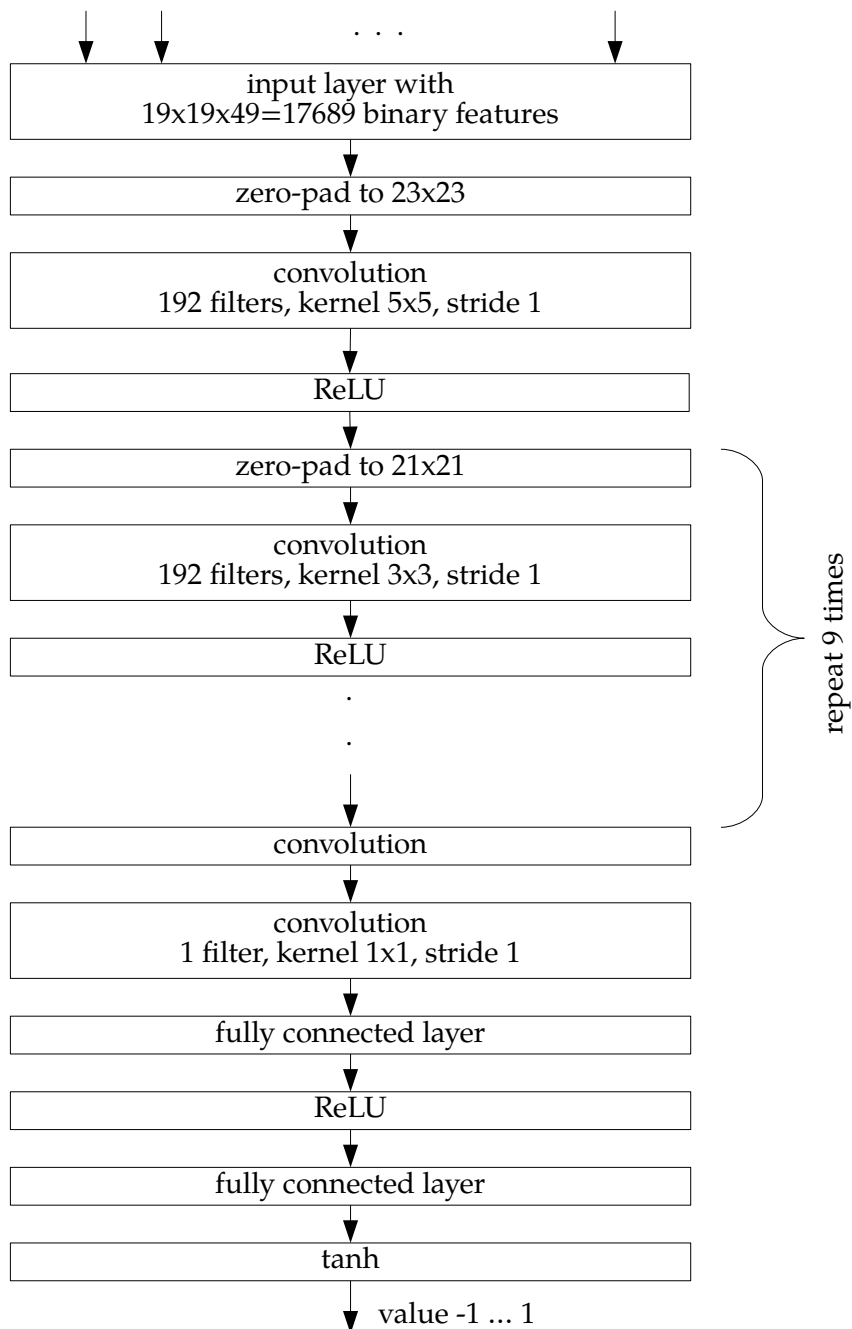 . . .
input layer with
19x19x49=17689 binary features
zero-pad to 23x23
convolution
192 filters, kernel 5x5, stride 1
ReLU
zero-pad to 21x21
convolution
192 filters, kernel 3x3, stride 1
ReLU
.
.
repeat 9 times
convolution
convolution
1 filter, kernel 1x1, stride 1
fully connected layer
ReLU
fully connected layer
tanh
value -1 ... 1